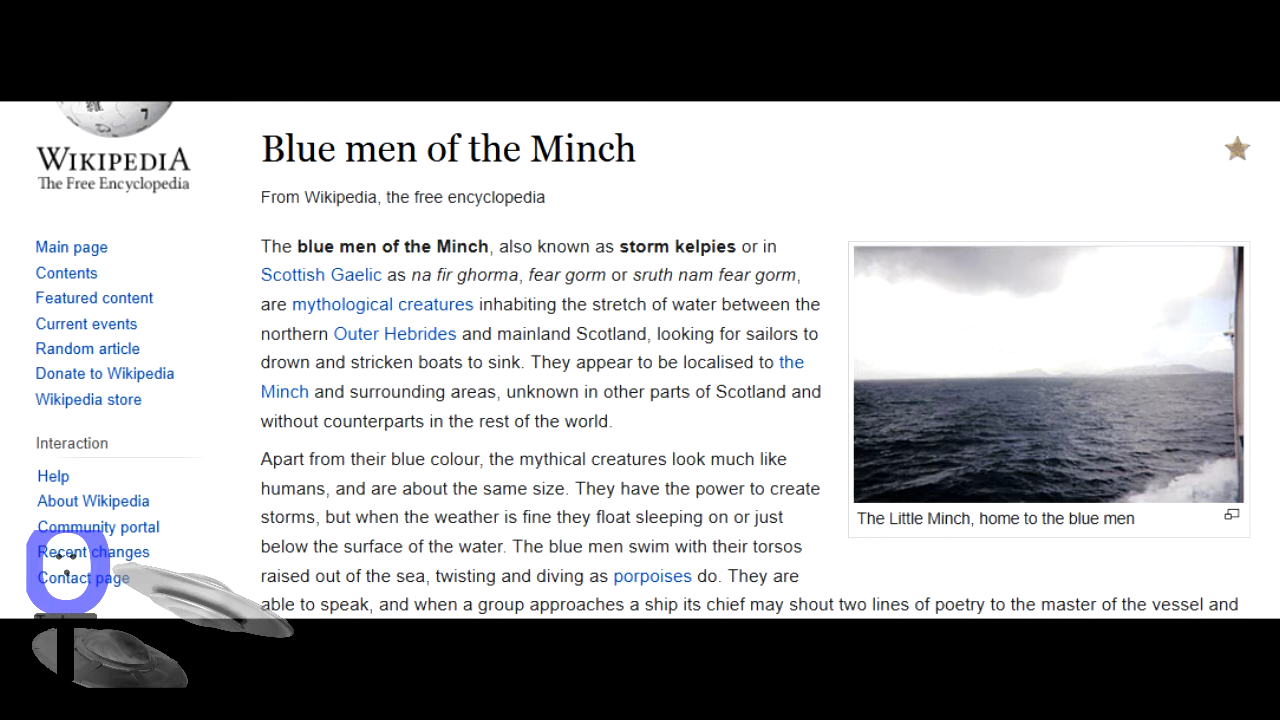 WIKIPEDIA
The Free Encyclopedia
Main page
Contents
Featured content
Current events
Random article
Donate to Wikipedia
Wikipedia store
Interaction
Help
About Wikipedia
Community portal
Recent changes
Contact page
Blue men of the Minch
From Wikipedia, the free encyclopedia
The blue men of the Minch, also known as storm kelpies or in
Scottish Gaelic as na fir ghorma, fear gorm or sruth nam fear gorm,
are mythological creatures inhabiting the stretch of water between the
northern Outer Hebrides and mainland Scotland, looking for sailors to
drown and stricken boats to sink. They appear to be localised to the
Minch and surrounding areas, unknown in other parts of Scotland and
without counterparts in the rest of the world.
Apart from their blue colour, the mythical creatures look much like
humans, and are about the same size. They have the power to create
storms, but when the weather is fine they float sleeping on or just
below the surface of the water. The blue men swim with their torsos
raised out of the sea, twisting and diving as porpoises do. They are
able to speak, and when a group approaches a ship its chief may shout two lines of poetry to the master of the vessel and
The Little Minch, home to the blue men